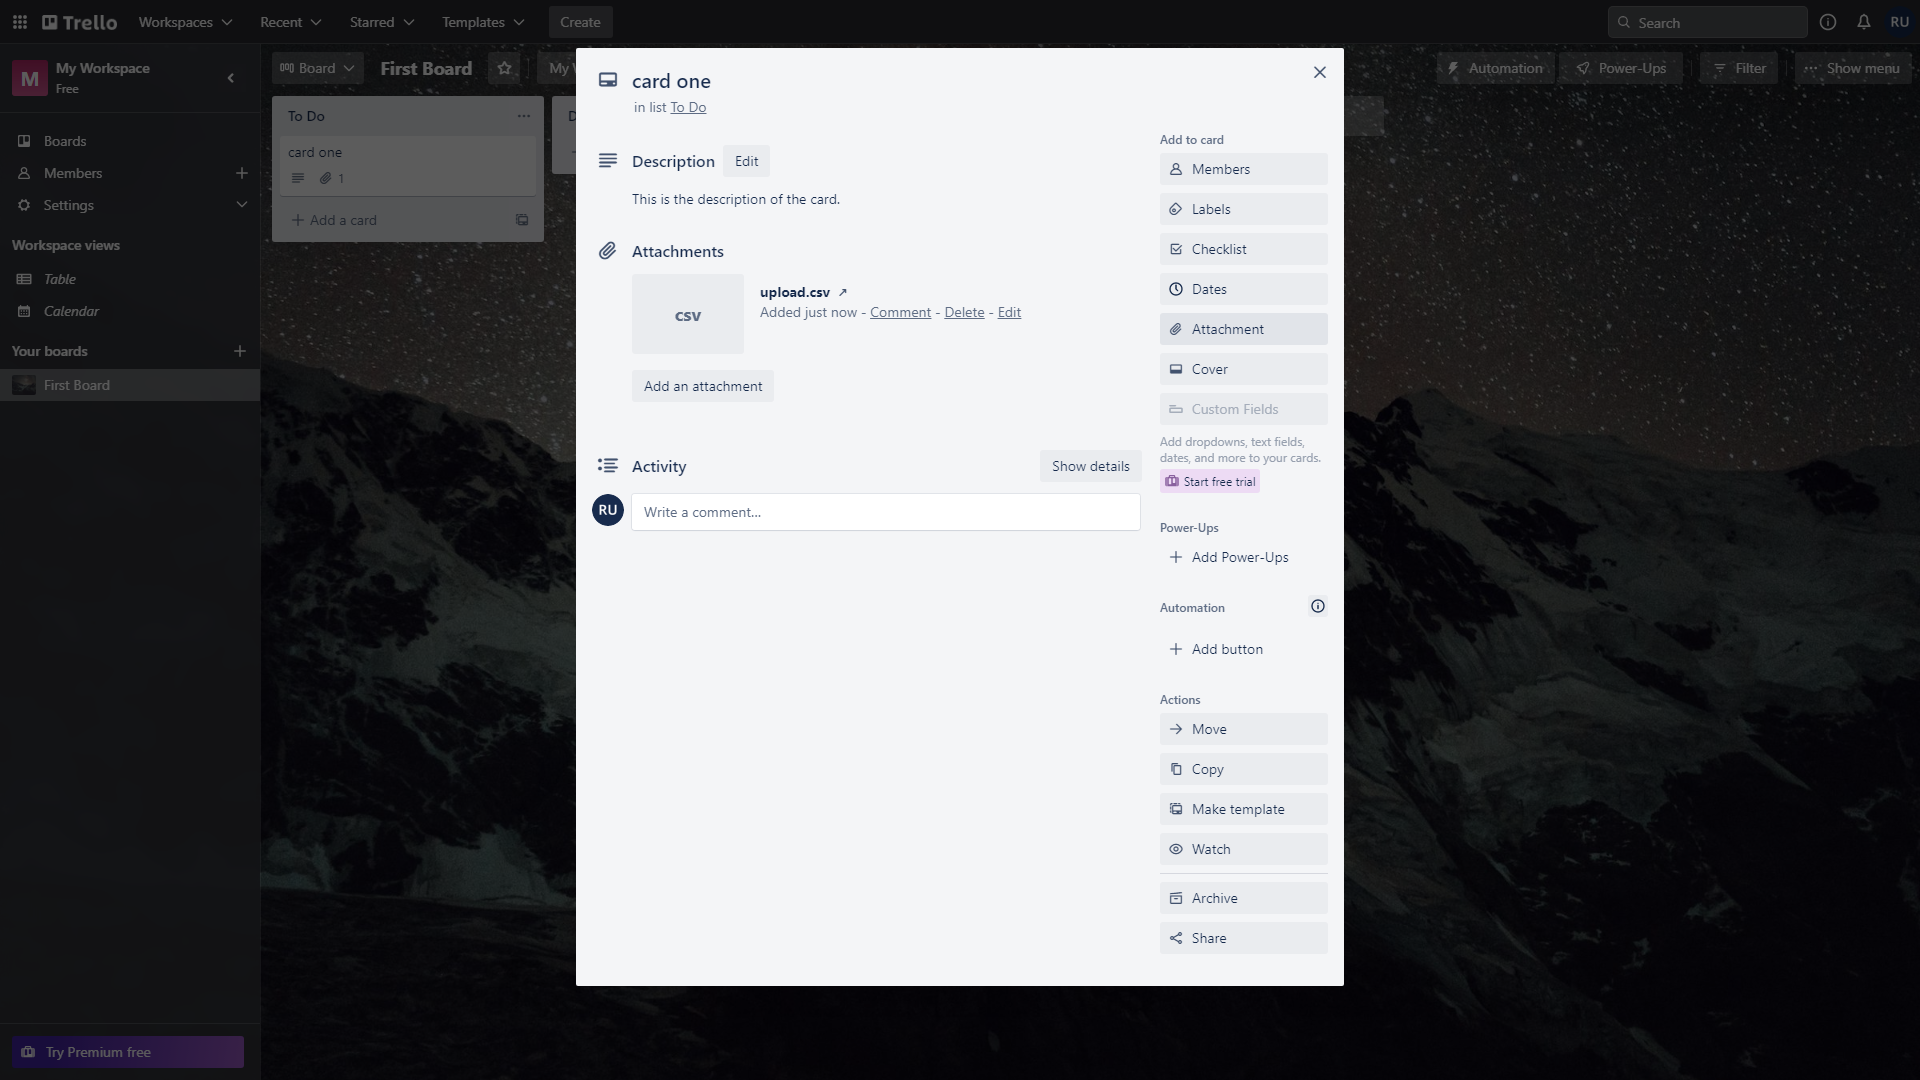 Trello
Workspaces
Recent
Starred
Templates
Create
Search
RU
M
My Workspace
Free
Boards
Members
Settings
Workspace views
Table
Calendar
Your boards
First Board
Try Premium free
Board
First Board
Automation
Power-Ups
Filter
Show menu
To Do
card one
1
Add a card
card one
in list To Do
Description
Edit
This is the description of the card.
Attachments
csv
upload.csv
Added just now - Comment - Delete - Edit
Add an attachment
Activity
Show details
RU
Write a comment...
Add to card
Members
Labels
Checklist
Dates
Attachment
Cover
Custom Fields
Add dropdowns, text fields,
dates, and more to your cards.
Start free trial
Power-Ups
Add Power-Ups
Automation
Add button
Actions
Move
Copy
Make template
Watch
Archive
Share